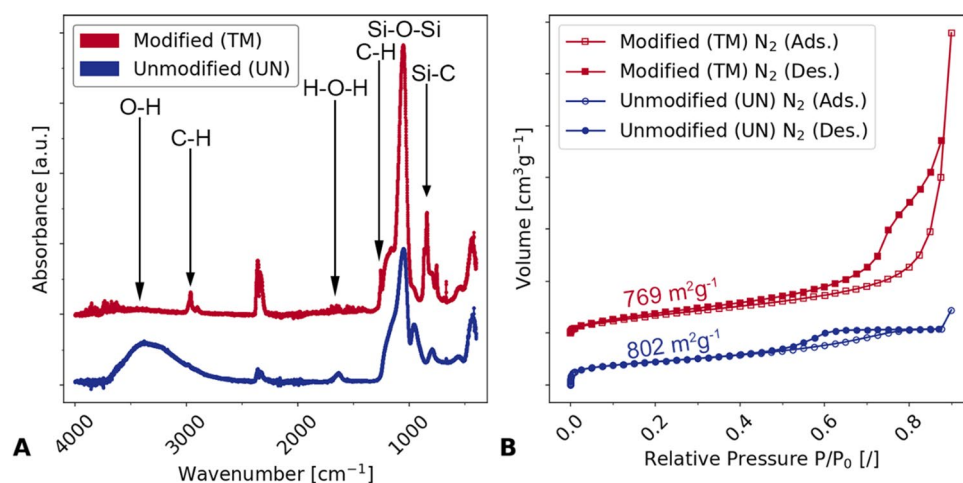 Modified (TM)
Unmodified (UN)
Si-O-Si
C-H
Si-C
H-O-H
O-H
C-H
Absorbance [a.u.]
4000
3000
2000
1000
Wavenumber [cm⁻¹]
A
Modified (TM) N₂ (Ads.)
Modified (TM) N₂ (Des.)
Unmodified (UN) N₂ (Ads.)
Unmodified (UN) N₂ (Des.)
Volume [cm³g⁻¹]
769 m²g⁻¹
802 m²g⁻¹
0.0
0.2
0.4
0.6
0.8
Relative Pressure P/P₀ [/]
B